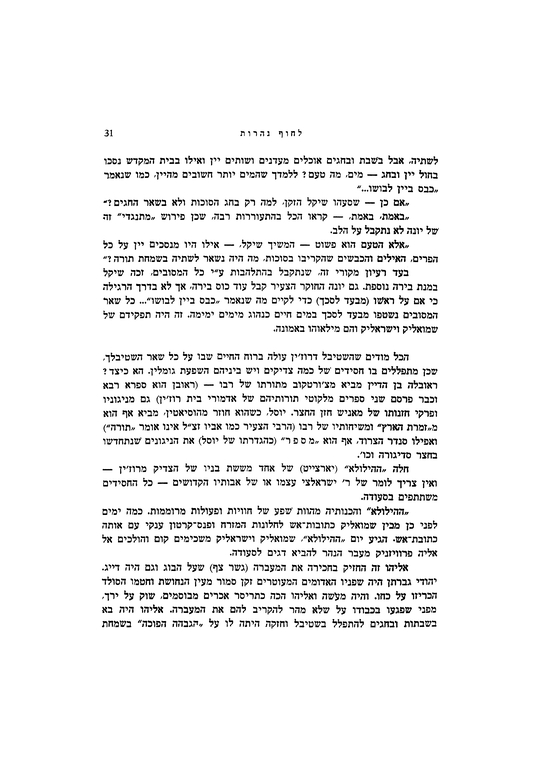 לחוף נהרות 31
לשתיה, אבל בשבת ובחגים אוכלים מעדנים ושותים יין ואילו בבית המקדש נסכו
בחול יין ובחג — מים, מה טעם? ללמדך שהמים יותר חשובים מהיין, כמו שנאמר
„כבס ביין לבושו..."
„אם כן — שסעהו שיקל הזקן, למה רק בחג הסוכות ולא בשאר החגים?"
„באמת, באמת, — קראו הכל בהתעוררות רבה, שכן פירוש „מתנגדי" זה
של יונה לא נתקבל על הלב.
„אלא הטעם הוא פשוט — המשיך שיקל, — אילו היו מנסכים יין על כל
הפרים, האילים והכבשים שהקריבו בסוכות, מה היה נשאר לשתיה בשמחת תורה?"
בעד רעיון מקורי זה, שנתקבל בהתלהבות ע"י כל המסובים, זכה שיקל
במנת בירה נוספת. גם יונה החוקר הצעיר קבל עוד כוס בירה, אך לא בדרך הרגילה
כי אם על ראשו (מבעד לסכך) כדי לקיים מה שנאמר „כבס ביין לבושו"... כל שאר
המסובים נשטפו מבעד לסכך במים חיים כנהוג מימים ימימה. זה היה תפקידם של
שמואליק וישראליק והם מילאוהו באמונה.
הכל מודים שהשטיבל דרוז'ין עולה ברוח החיים שבו על כל שאר השטיבלך,
שכן מתפללים בו חסידים של כמה צדיקים ויש ביניהם השפעת גומלין. הא כיצד?
ראובלה בן הדיין מביא מצ'ורטקוב מתורתו של רבו — (ראובן הוא ספרא רבא
וכבר פרסם שני ספרים מלקוטי תורותיהם של אדמורי בית רוז'ין) גם מניגוניו
ופרקי חזנותו של מאניש חזן החצר. יוסל, כשהוא חוזר מהוסיאטין, מביא אף הוא
מ„זמרת הארץ" ומשיחותיו של רבו (הרבי הצעיר כמו אביו זצ"ל אינו אומר „תורה")
ואפילו סנדר הצרוד, אף הוא „מספר" (כהגדרתו של יוסל) את הניגונים שנתחדשו
בחצר סדיגורה וכו'.
חלה „ההילולא" (יארצייט) של אחד מששת בניו של הצדיק מרוז'ין —
ואין צריך לומר של ר' ישראלצי עצמו או של אבותיו הקדושים — כל החסידים
משתתפים בסעודה.
„ההילולא" והכנותיה מהוות שפע של חוויות ופעולות מרוממות. כמה ימים
לפני כן מבין שמואליק כתובות־אש לחלונות המזרח ופנס־קרטון ענקי עם אותה
כתובת־אש. הגיע יום „ההילולא", שמואליק וישראליק משכימים קום והולכים אל
אליה פרוויזניק מעבר הנהר להביא דגים לסעודה.
אליהו זה החזיק בחכירה את המעברה (גשר צף) שעל הבוג וגם היה דייג.
יהודי גברתן היה שפניו האדומים המעוטרים זקן סמור מעין הנחושת וחטמו הסולד
הכריזו על כחו. והיה מעשה ואליהו הכה כתריסר אכרים מבוסמים, שוק על ירך,
מפני שפגעו בכבודו על שלא מהר להקריב להם את המעברה. אליהו היה בא
בשבתות ובחגים להתפלל בשטיבל וחזקה היתה לו על „הגבהה הפוכה" בשמחת